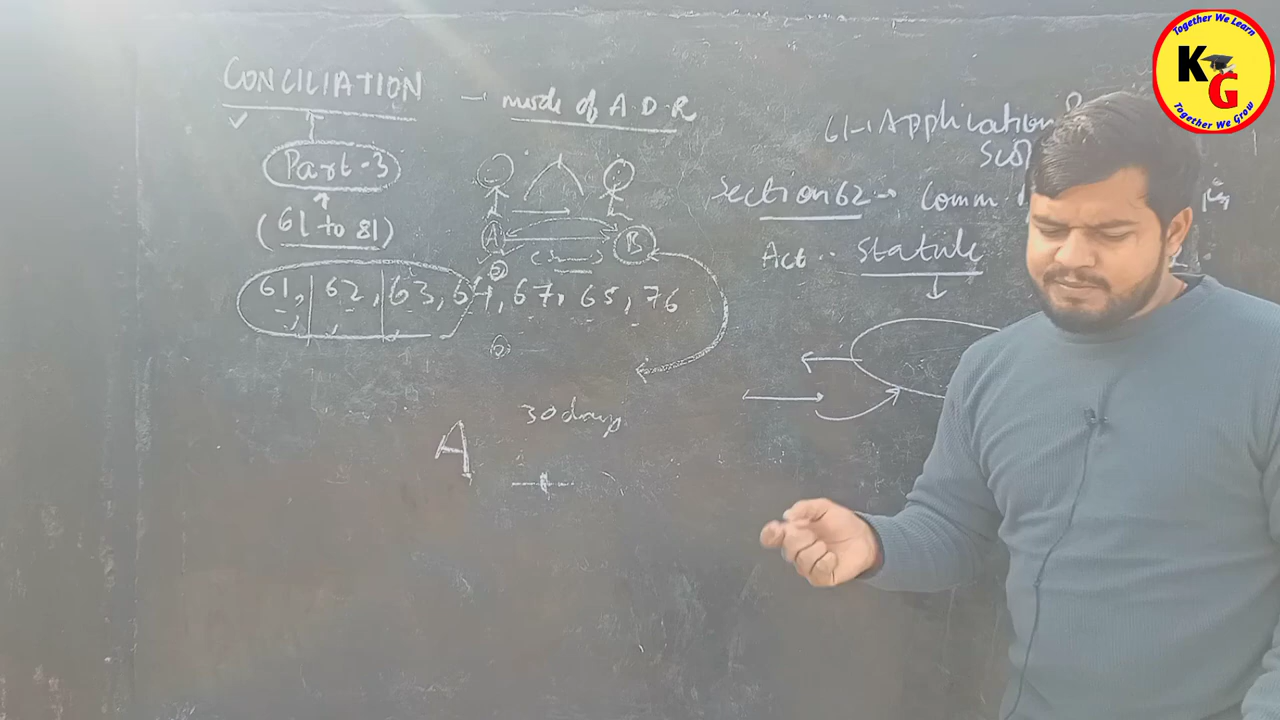 CONCILIATION - mode of A D R
Part-3
(61 to 81)
A B
61, 62, 63, 64, 67, 65, 76
30 days
A
61-Application &
Section 62 → Comm
Act .. Statute
Together We Learn
KG
Together We Grow